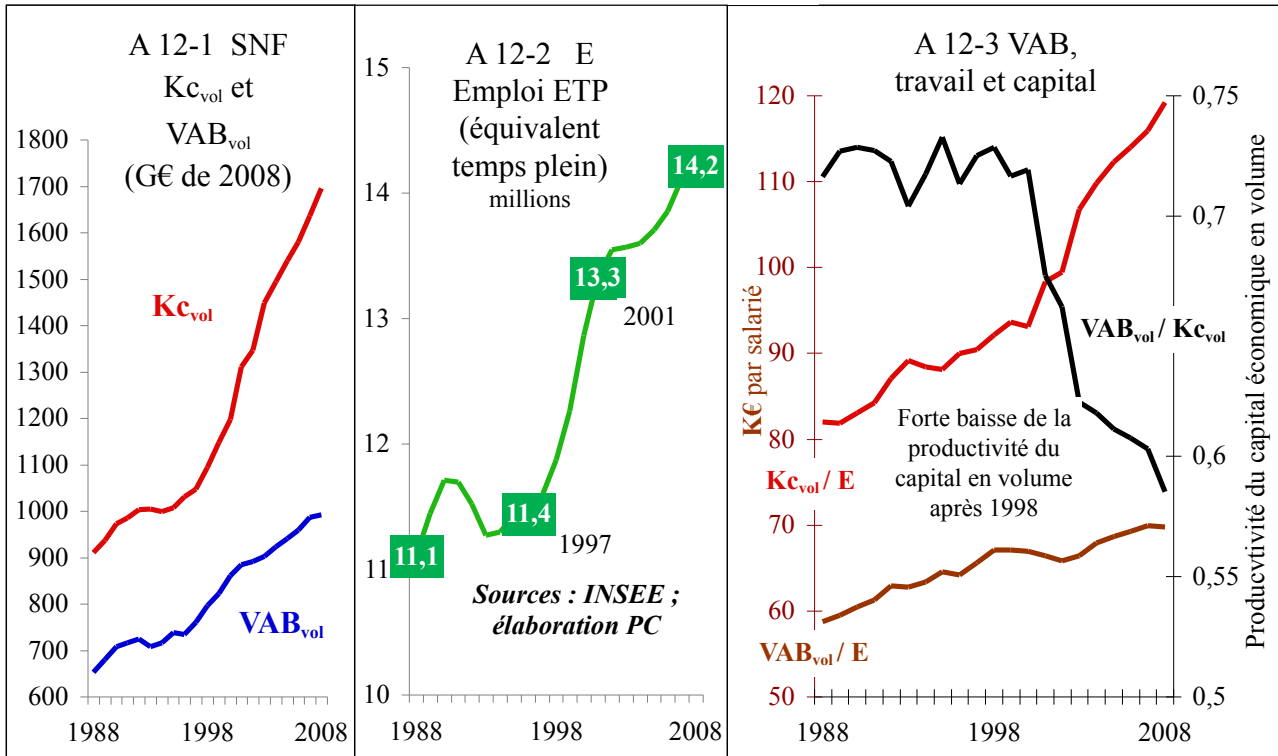 A 12-1 SNF
Kcvol et
VABvol
(G€ de 2008)
1800
1700
1600
1500
1400
1300
1200
1100
1000
900
800
700
600
Kcvol
VABvol
1988
1998
2008
A 12-2 E
Emploi ETP
(équivalent
temps plein)
millions
15
14
13
12
11
10
14,2
13,3
2001
11,4
1997
11,1
Sources : INSEE ;
élaboration PC
1988
1998
2008
A 12-3 VAB,
travail et capital
120
110
100
90
80
70
60
50
K€ par salarié
0,75
0,7
0,6
0,55
0,5
Producvtivité du capital économique en volume
VABvol / Kcvol
Forte baisse de la
productivité du
capital en volume
après 1998
Kcvol / E
VABvol / E
1988
1998
2008